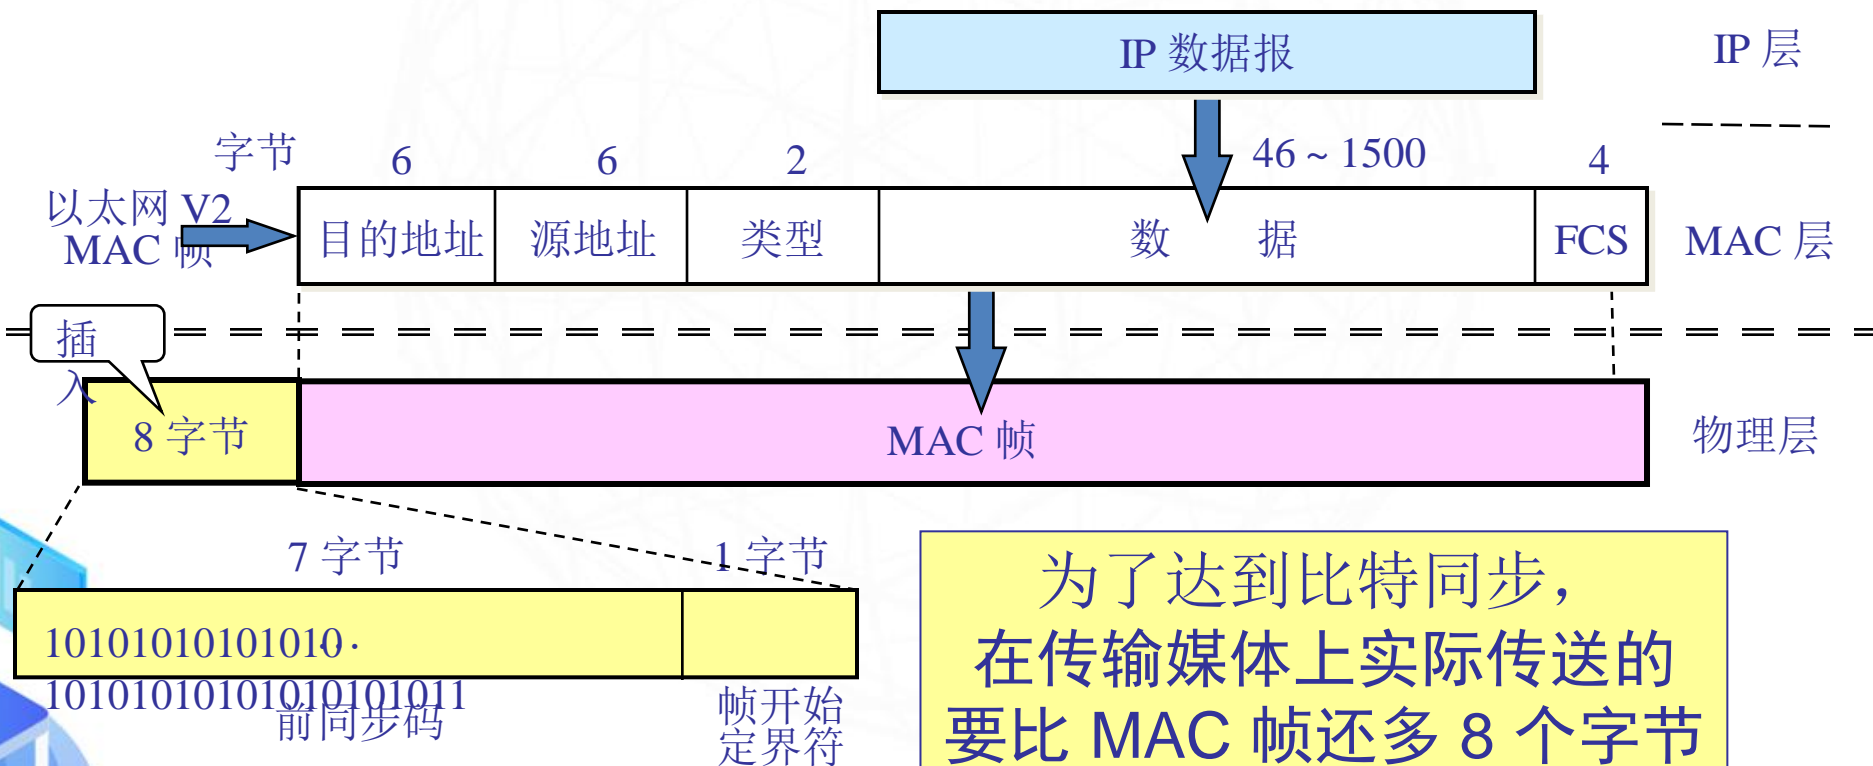 IP 数据报
IP 层
字节
6
6
2
46 ~ 1500
4
以太网 V2
MAC 帧
目的地址
源地址
类型
数 据
FCS
MAC 层
插
入
8 字节
MAC 帧
物理层
7 字节
1 字节
10101010101010
10101010101010101011
前同步码
帧开始
定界符
为了达到比特同步，
在传输媒体上实际传送的
要比 MAC 帧还多 8 个字节